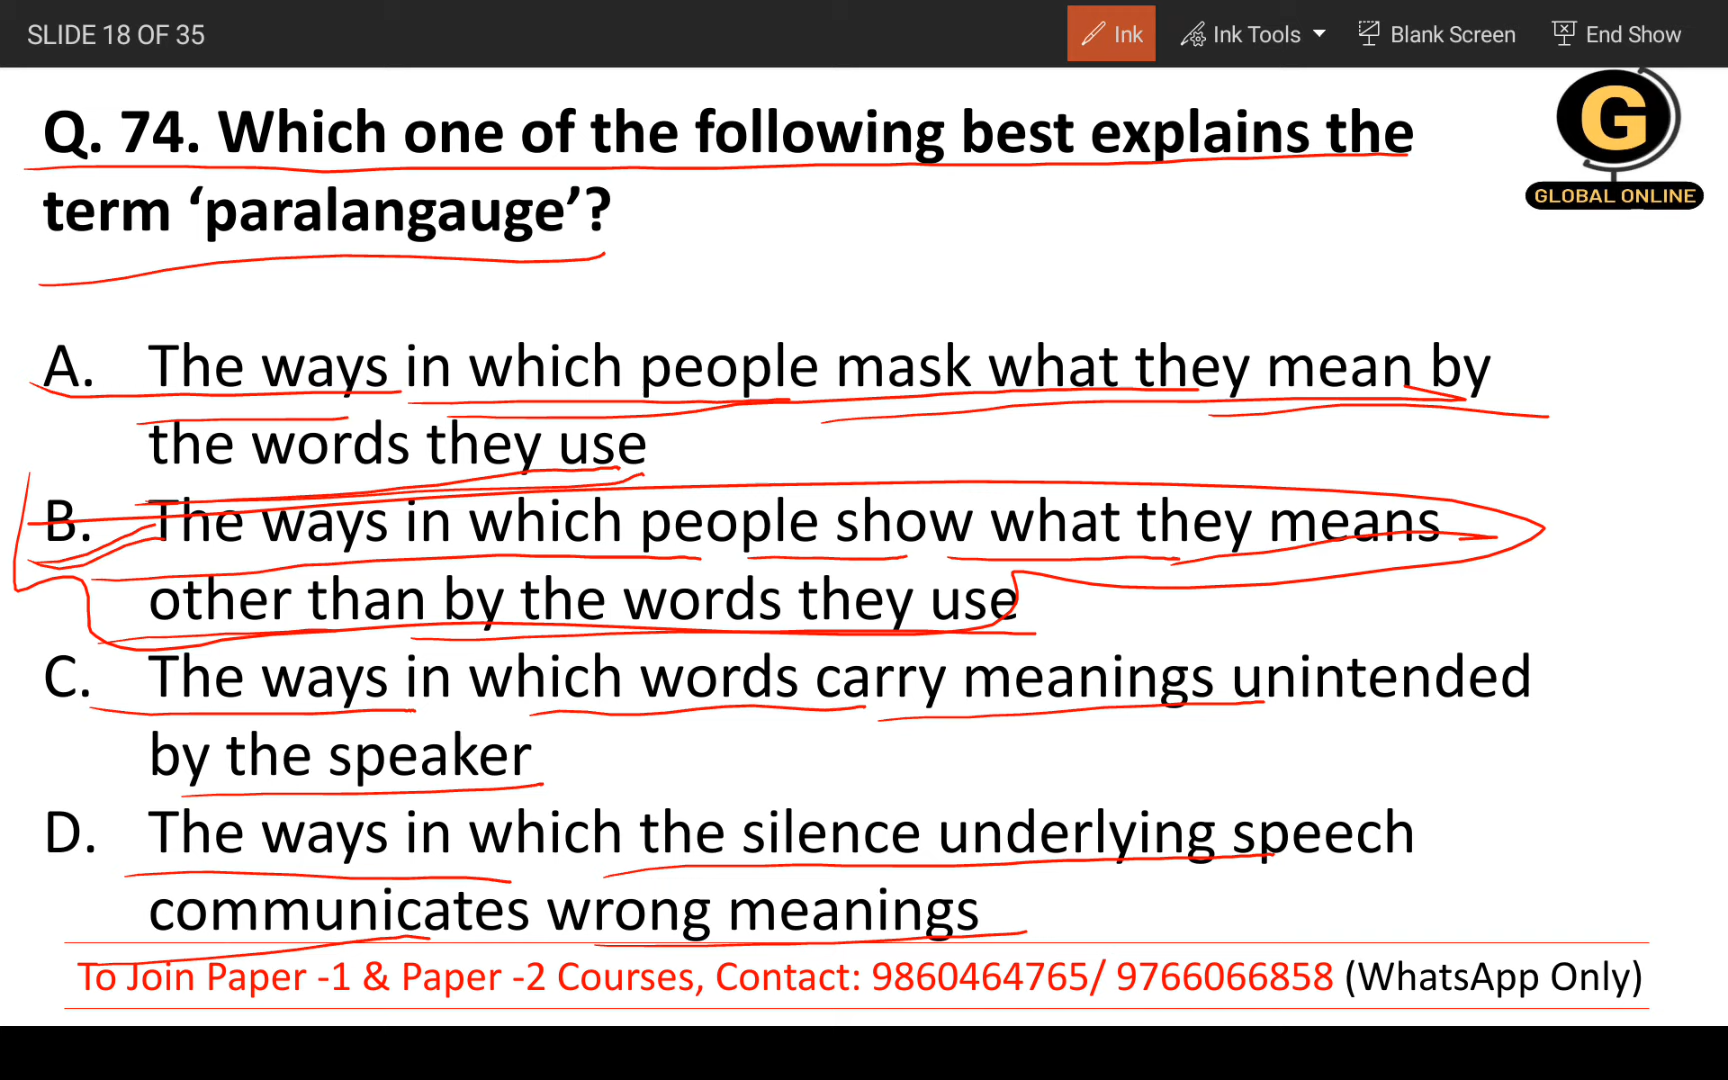 SLIDE 18 OF 35
Ink
Ink Tools
Blank Screen
End Show
Q. 74. Which one of the following best explains the
term ‘paralangauge’?
G
GLOBAL ONLINE
A. The ways in which people mask what they mean by
the words they use
B. The ways in which people show what they means
other than by the words they use
C. The ways in which words carry meanings unintended
by the speaker
D. The ways in which the silence underlying speech
communicates wrong meanings
To Join Paper -1 & Paper -2 Courses, Contact: 9860464765/ 9766066858 (WhatsApp Only)